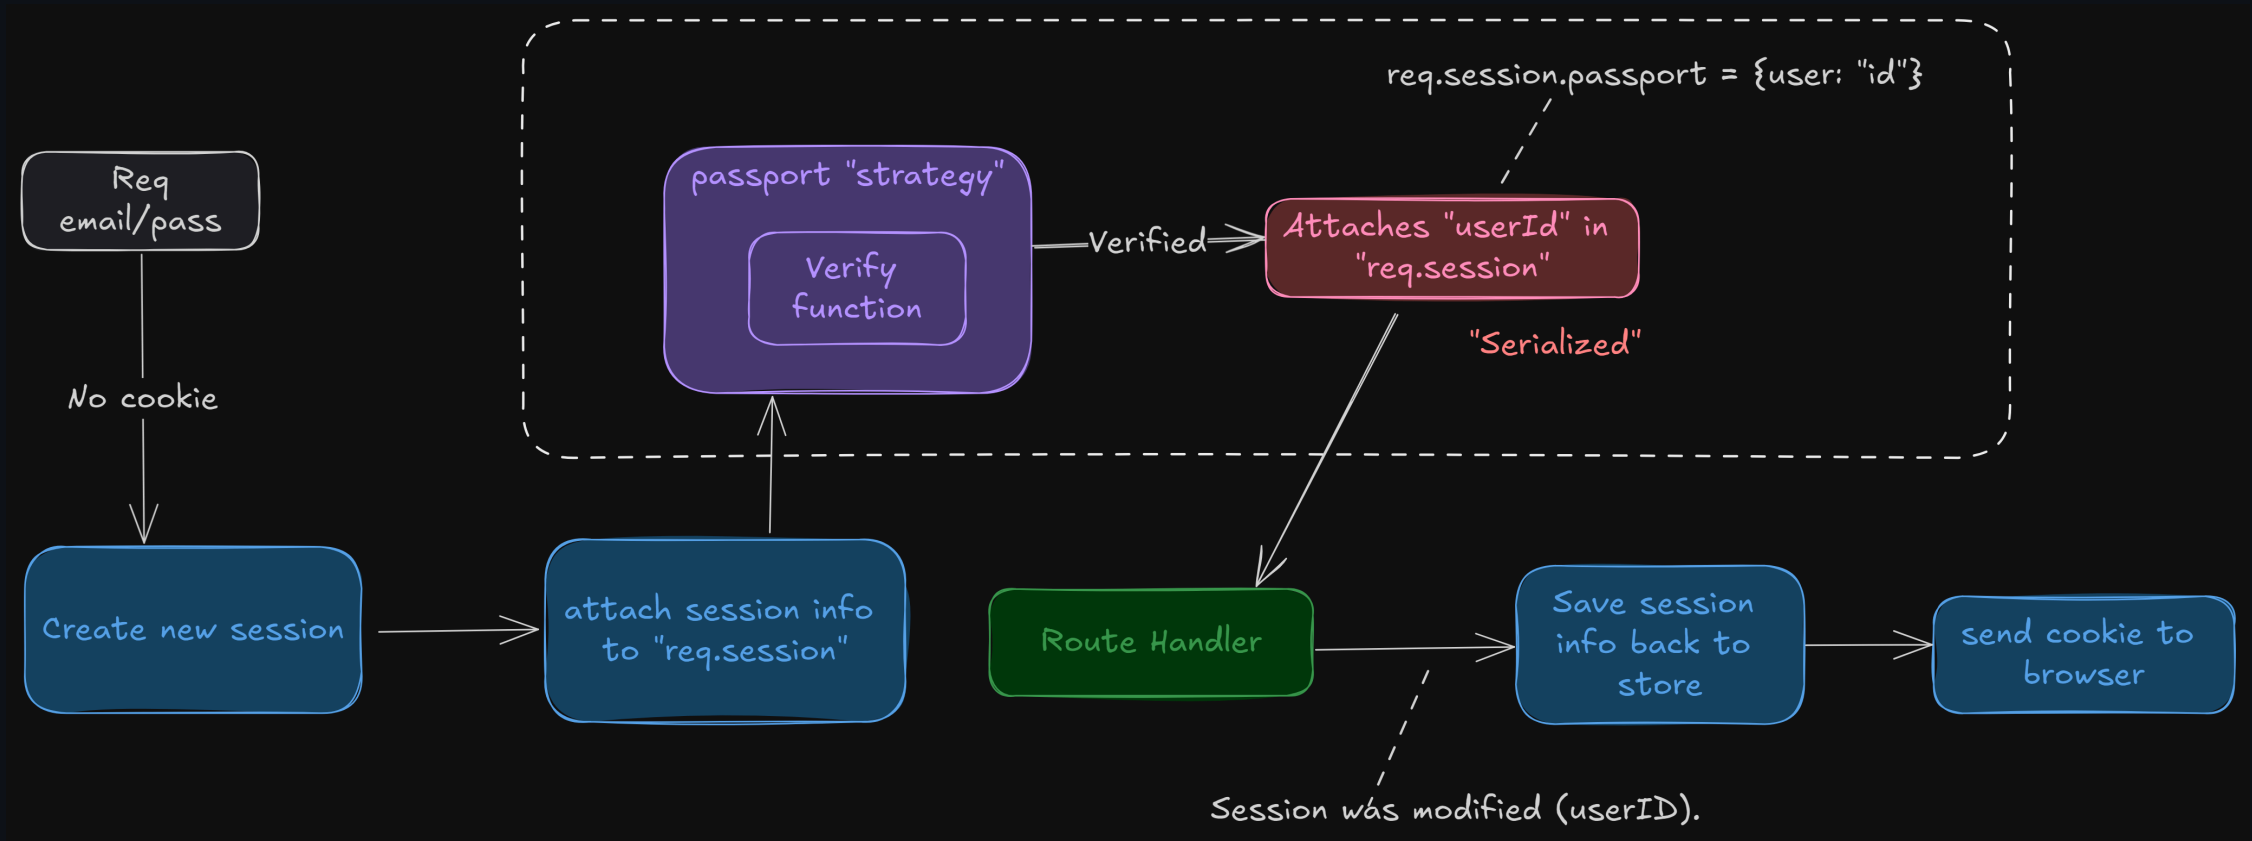 req.session.passport = {user: "id"}
Req
email/pass
passport "strategy"
Verify
function
Verified
Attaches "userId" in
"req.session"
"Serialized"
No cookie
Create new session
attach session info
to "req.session"
Route Handler
Save session
info back to
store
send cookie to
browser
Session was modified (userID).